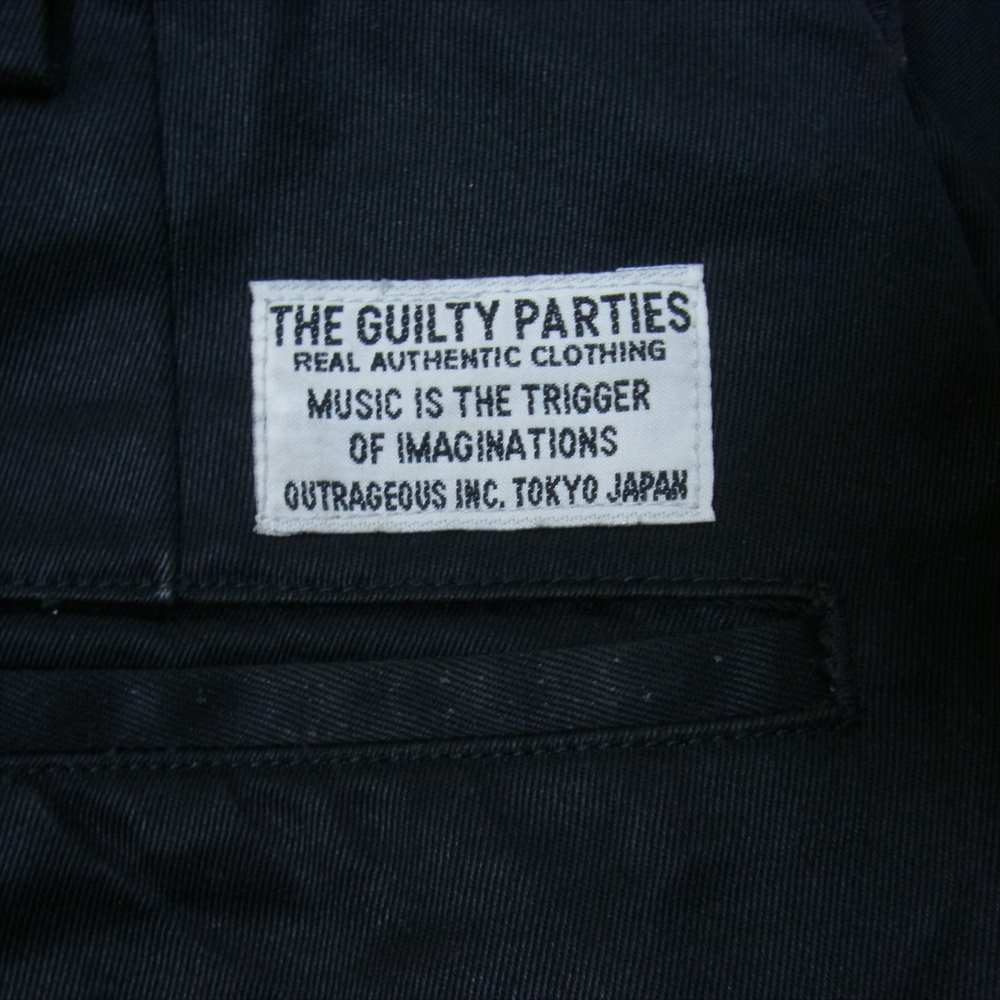 THE GUILTY PARTIES
REAL AUTHENTIC CLOTHING
MUSIC IS THE TRIGGER
OF IMAGINATIONS
OUTRAGEOUS INC. TOKYO JAPAN